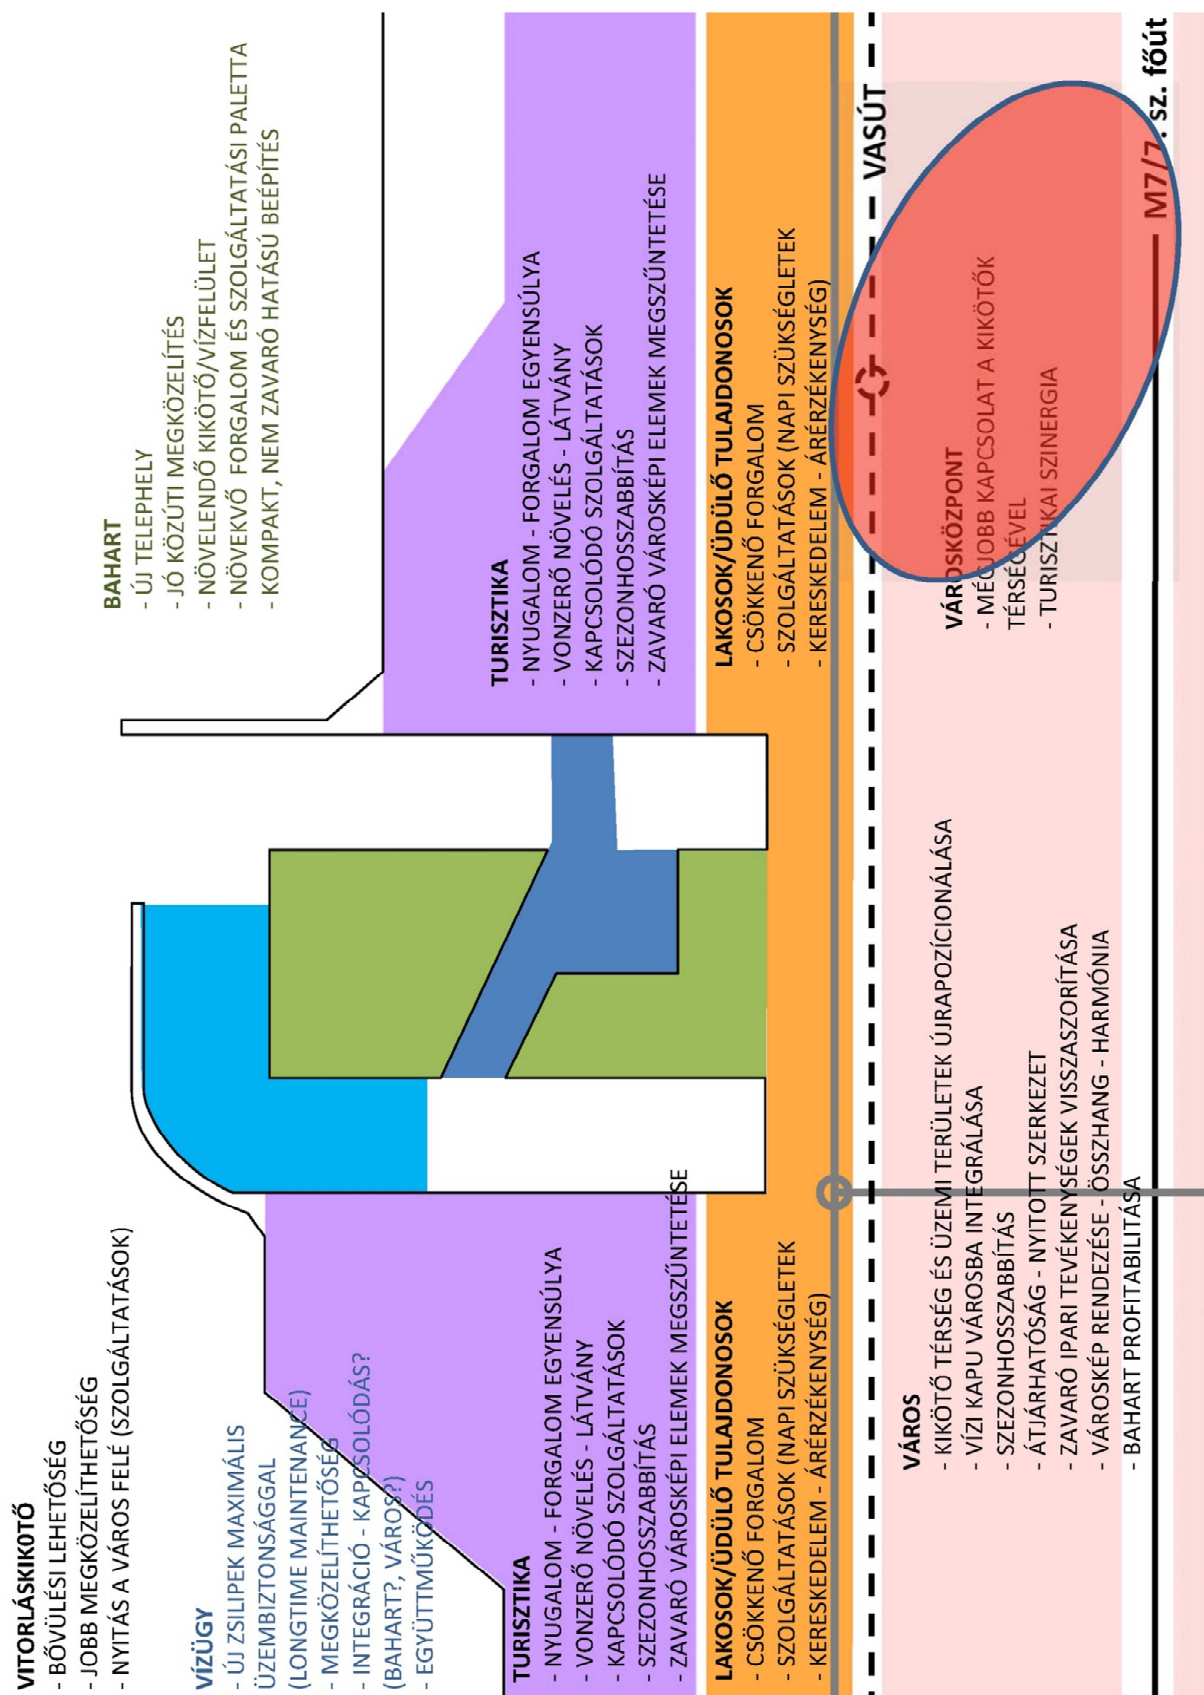 VITORLÁSKIKOTŐ
- BŐVÜLÉSI LEHETŐSÉG
- JOBB MEGKÖZELÍTHETŐSÉG
- NYITÁS A VÁROS FELÉ (SZOLGÁLTATÁSOK)
VÍZÜGY
- ÚJ ZSILIPEK MAXIMÁLIS
ÜZEMBIZTONSÁGGAL
(LONGTIME MAINTENANCE)
- MEGKÖZELÍTHETŐSÉG
- INTEGRÁCIÓ - KAPCSOLÓDÁS?
(BAHART?, VÁROS?)
- EGYÜTTMŰKÖDÉS
BAHART
- ÚJ TELEPHELY
- JÓ KÖZÚTI MEGKÖZELÍTÉS
- NÖVELENDŐ KIKÖTŐ/VÍZFELÜLET
- NÖVEKVŐ FORGALOM ÉS SZOLGÁLTATÁSI PALETTA
- KOMPAKT, NEM ZAVARÓ HATÁSÚ BEÉPÍTÉS
TURISZTIKA
- NYUGALOM - FORGALOM EGYENSÚLYA
- VONZERŐ NÖVELÉS - LÁTVÁNY
- KAPCSOLÓDÓ SZOLGÁLTATÁSOK
- SZEZONHOSSZABBÍTÁS
- ZAVARÓ VÁROSKÉPI ELEMEK MEGSZŰNTETÉSE
TURISZTIKA
- NYUGALOM - FORGALOM EGYENSÚLYA
- VONZERŐ NÖVELÉS - LÁTVÁNY
- KAPCSOLÓDÓ SZOLGÁLTATÁSOK
- SZEZONHOSSZABBÍTÁS
- ZAVARÓ VÁROSKÉPI ELEMEK MEGSZŰNTETÉSE
LAKOSOK/ÜDÜLŐ TULAJDONOSOK
- CSÖKKENŐ FORGALOM
- SZOLGÁLTATÁSOK (NAPI SZÜKSÉGLETEK
- KERESKEDELEM - ÁRÉRZÉKENYSÉG)
LAKOSOK/ÜDÜLŐ TULAJDONOSOK
- CSÖKKENŐ FORGALOM
- SZOLGÁLTATÁSOK (NAPI SZÜKSÉGLETEK
- KERESKEDELEM - ÁRÉRZÉKENYSÉG)
VASÚT
VÁROS
- KIKÖTŐ TÉRSÉG ÉS ÜZEMI TERÜLETEK ÚJRAPOZÍCIONÁLÁSA
- VÍZI KAPU VÁROSBA INTEGRÁLÁSA
- SZEZONHOSSZABBÍTÁS
- ÁTJÁRHATÓSÁG - NYITOTT SZERKEZET
- ZAVARÓ IPARI TEVÉKENYSÉGEK VISSZASZORÍTÁSA
- VÁROSKÉP RENDEZÉSE - ÖSSZHANG - HARMÓNIA
- BAHART PROFITABILITÁSA
VÁROSKÖZPONT
- MÉGJOBB KAPCSOLAT A KIKÖTŐK
TÉRSÉGÉVEL
- TURISZTIKAI SZINERGIA
M7/7. sz. főút